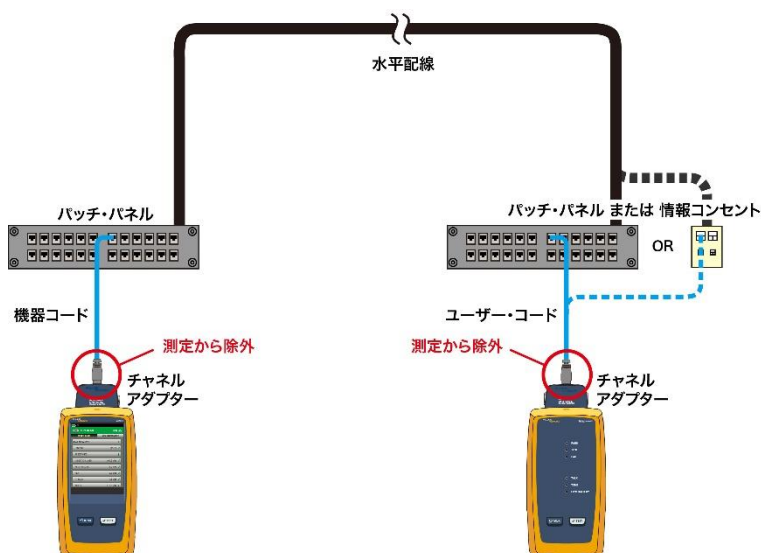 水平配線
パッチ・パネル
パッチ・パネル または 情報コンセント
OR
機器コード
ユーザー・コード
測定から除外
測定から除外
チャネル
アダプター
チャネル
アダプター